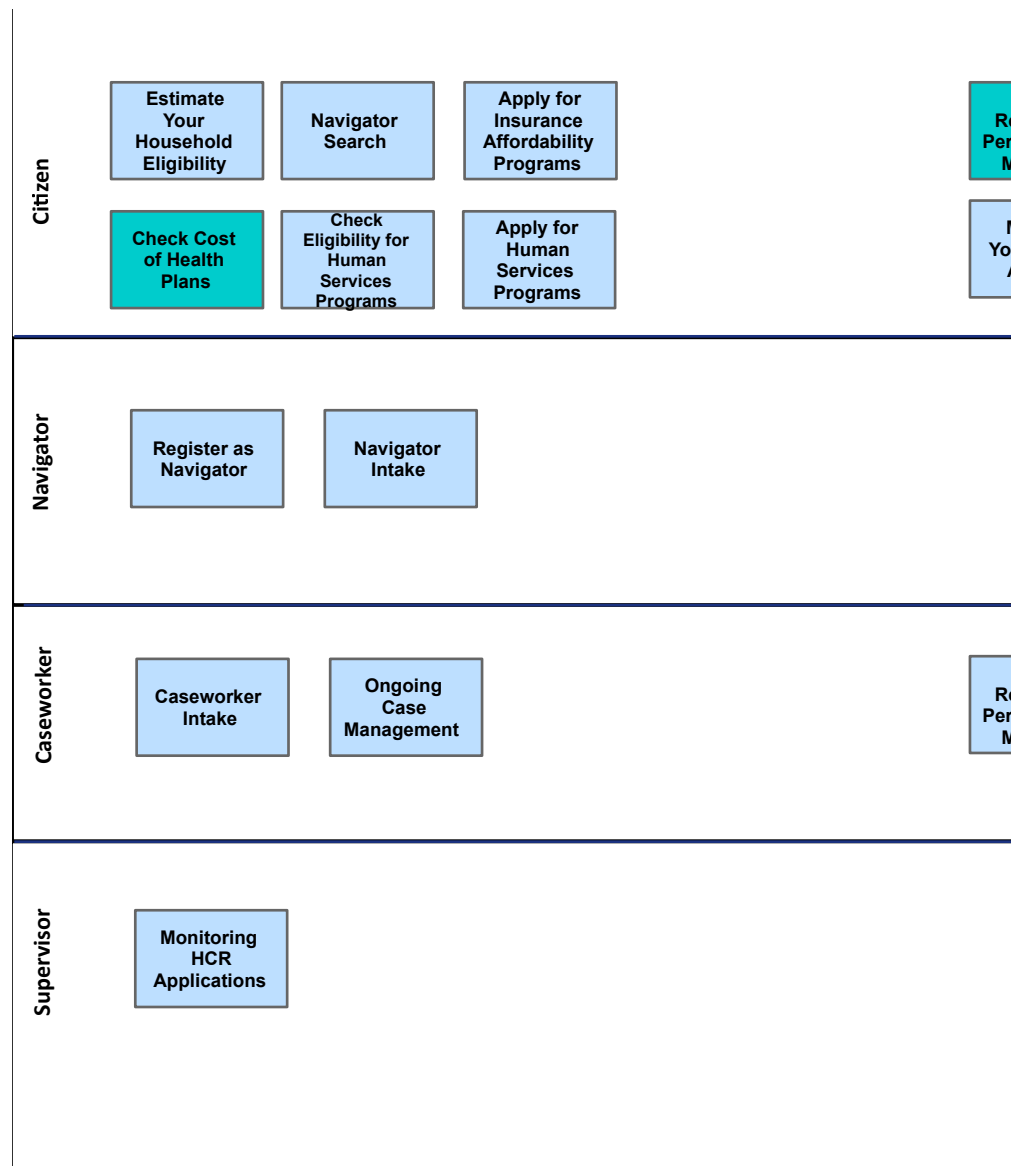 Citizen
Estimate
Your
Household
Eligibility
Navigator
Search
Apply for
Insurance
Affordability
Programs
Check Cost
of Health
Plans
Check
Eligibility for
Human
Services
Programs
Apply for
Human
Services
Programs
Navigator
Register as
Navigator
Navigator
Intake
Caseworker
Caseworker
Intake
Ongoing
Case
Management
Supervisor
Monitoring
HCR
Applications